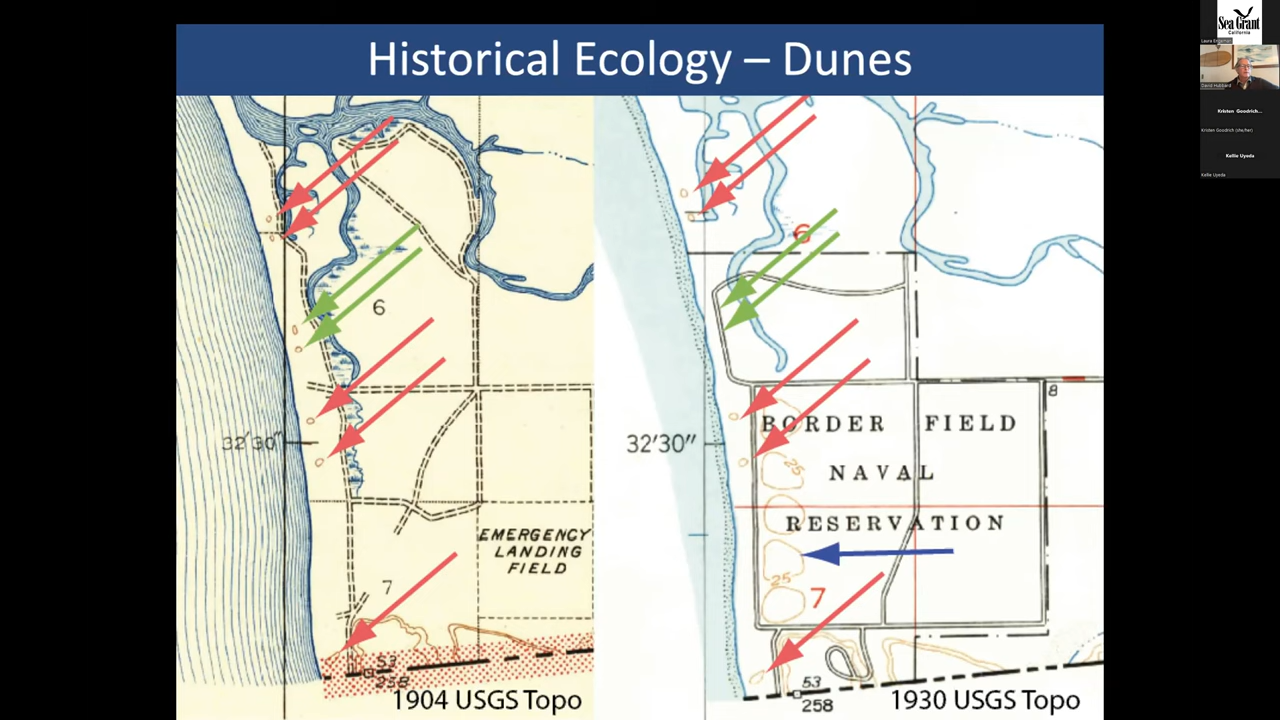 Historical Ecology – Dunes
6
32'30"
EMERGENCY
LANDING
FIELD
7
53
258
1904 USGS Topo
6
8
32'30"
BORDER FIELD
25
NAVAL
RESERVATION
25
7
53
258
1930 USGS Topo
Sea Grant
California
David Hubbard
Kristen Goodrich...
Kristen Goodrich (she/her)
Kellie Uyeda
Kellie Uyeda